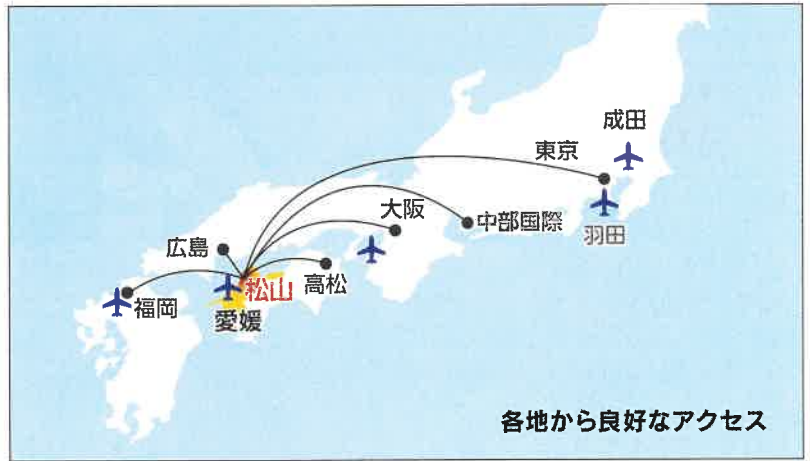 成田
東京
羽田
大阪
中部国際
広島
高松
松山
福岡
愛媛
各地から良好なアクセス